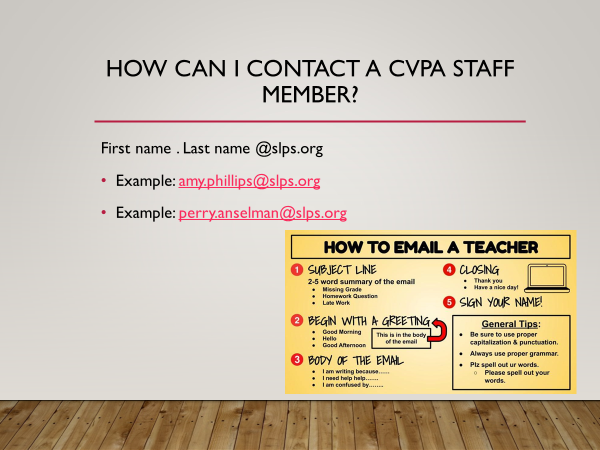 HOW CAN I CONTACT A CVPA STAFF
MEMBER?
First name . Last name @slps.org
• Example: amy.phillips@slps.org
• Example: perry.anselman@slps.org
HOW TO EMAIL A TEACHER
1 SUBJECT LINE
2-5 word summary of the email
• Missing Grade
• Homework Question
• Late Work
2 BEGIN WITH A GREETING
• Good Morning
• Hello
• Good Afternoon
This is in the body
of the email
3 BODY OF THE EMAIL
• I am writing because……
• I need help help…….
• I am confused by……..
4 CLOSING
• Thank you
• Have a nice day!
5 SIGN YOUR NAME!
General Tips:
• Be sure to use proper
capitalization & punctuation.
• Always use proper grammar.
• Plz spell out ur words.
○ Please spell out your
words.